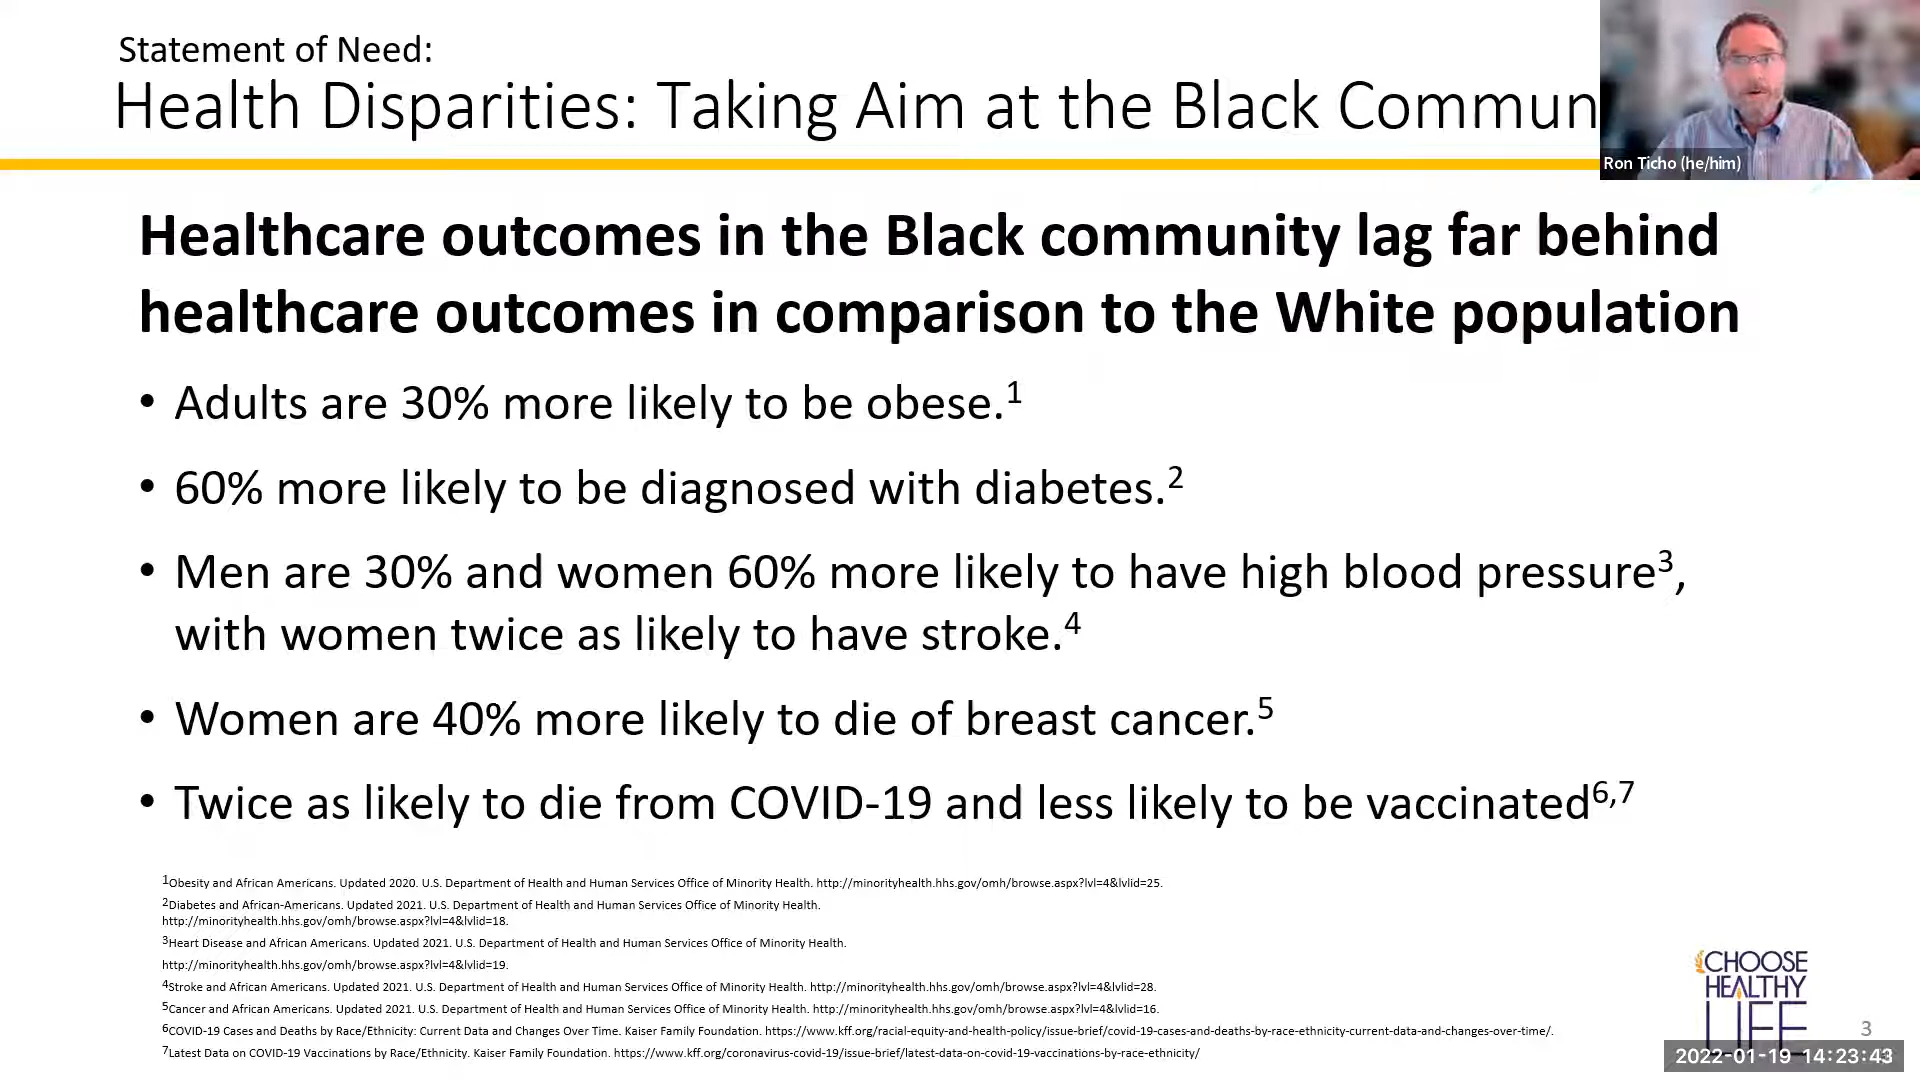 Statement of Need:
Health Disparities: Taking Aim at the Black Commun
Ron Ticho (he/him)
Healthcare outcomes in the Black community lag far behind
healthcare outcomes in comparison to the White population
• Adults are 30% more likely to be obese.1
• 60% more likely to be diagnosed with diabetes.2
• Men are 30% and women 60% more likely to have high blood pressure3,
with women twice as likely to have stroke.4
• Women are 40% more likely to die of breast cancer.5
• Twice as likely to die from COVID-19 and less likely to be vaccinated6,7
1Obesity and African Americans. Updated 2020. U.S. Department of Health and Human Services Office of Minority Health. http://minorityhealth.hhs.gov/omh/browse.aspx?lvl=4&lvlid=25.
2Diabetes and African-Americans. Updated 2021. U.S. Department of Health and Human Services Office of Minority Health.
http://minorityhealth.hhs.gov/omh/browse.aspx?lvl=4&lvlid=18.
3Heart Disease and African Americans. Updated 2021. U.S. Department of Health and Human Services Office of Minority Health.
http://minorityhealth.hhs.gov/omh/browse.aspx?lvl=4&lvlid=19.
4Stroke and African Americans. Updated 2021. U.S. Department of Health and Human Services Office of Minority Health. http://minorityhealth.hhs.gov/omh/browse.aspx?lvl=4&lvlid=28.
5Cancer and African Americans. Updated 2021. U.S. Department of Health and Human Services Office of Minority Health. http://minorityhealth.hhs.gov/omh/browse.aspx?lvl=4&lvlid=16.
6COVID-19 Cases and Deaths by Race/Ethnicity: Current Data and Changes Over Time. Kaiser Family Foundation. https://www.kff.org/racial-equity-and-health-policy/issue-brief/covid-19-cases-and-deaths-by-race-ethnicity-current-data-and-changes-over-time/.
7Latest Data on COVID-19 Vaccinations by Race/Ethnicity. Kaiser Family Foundation. https://www.kff.org/coronavirus-covid-19/issue-brief/latest-data-on-covid-19-vaccinations-by-race-ethnicity/
CHOOSE
HEALTHY
LIFE
3
2022-01-19 14:23:43